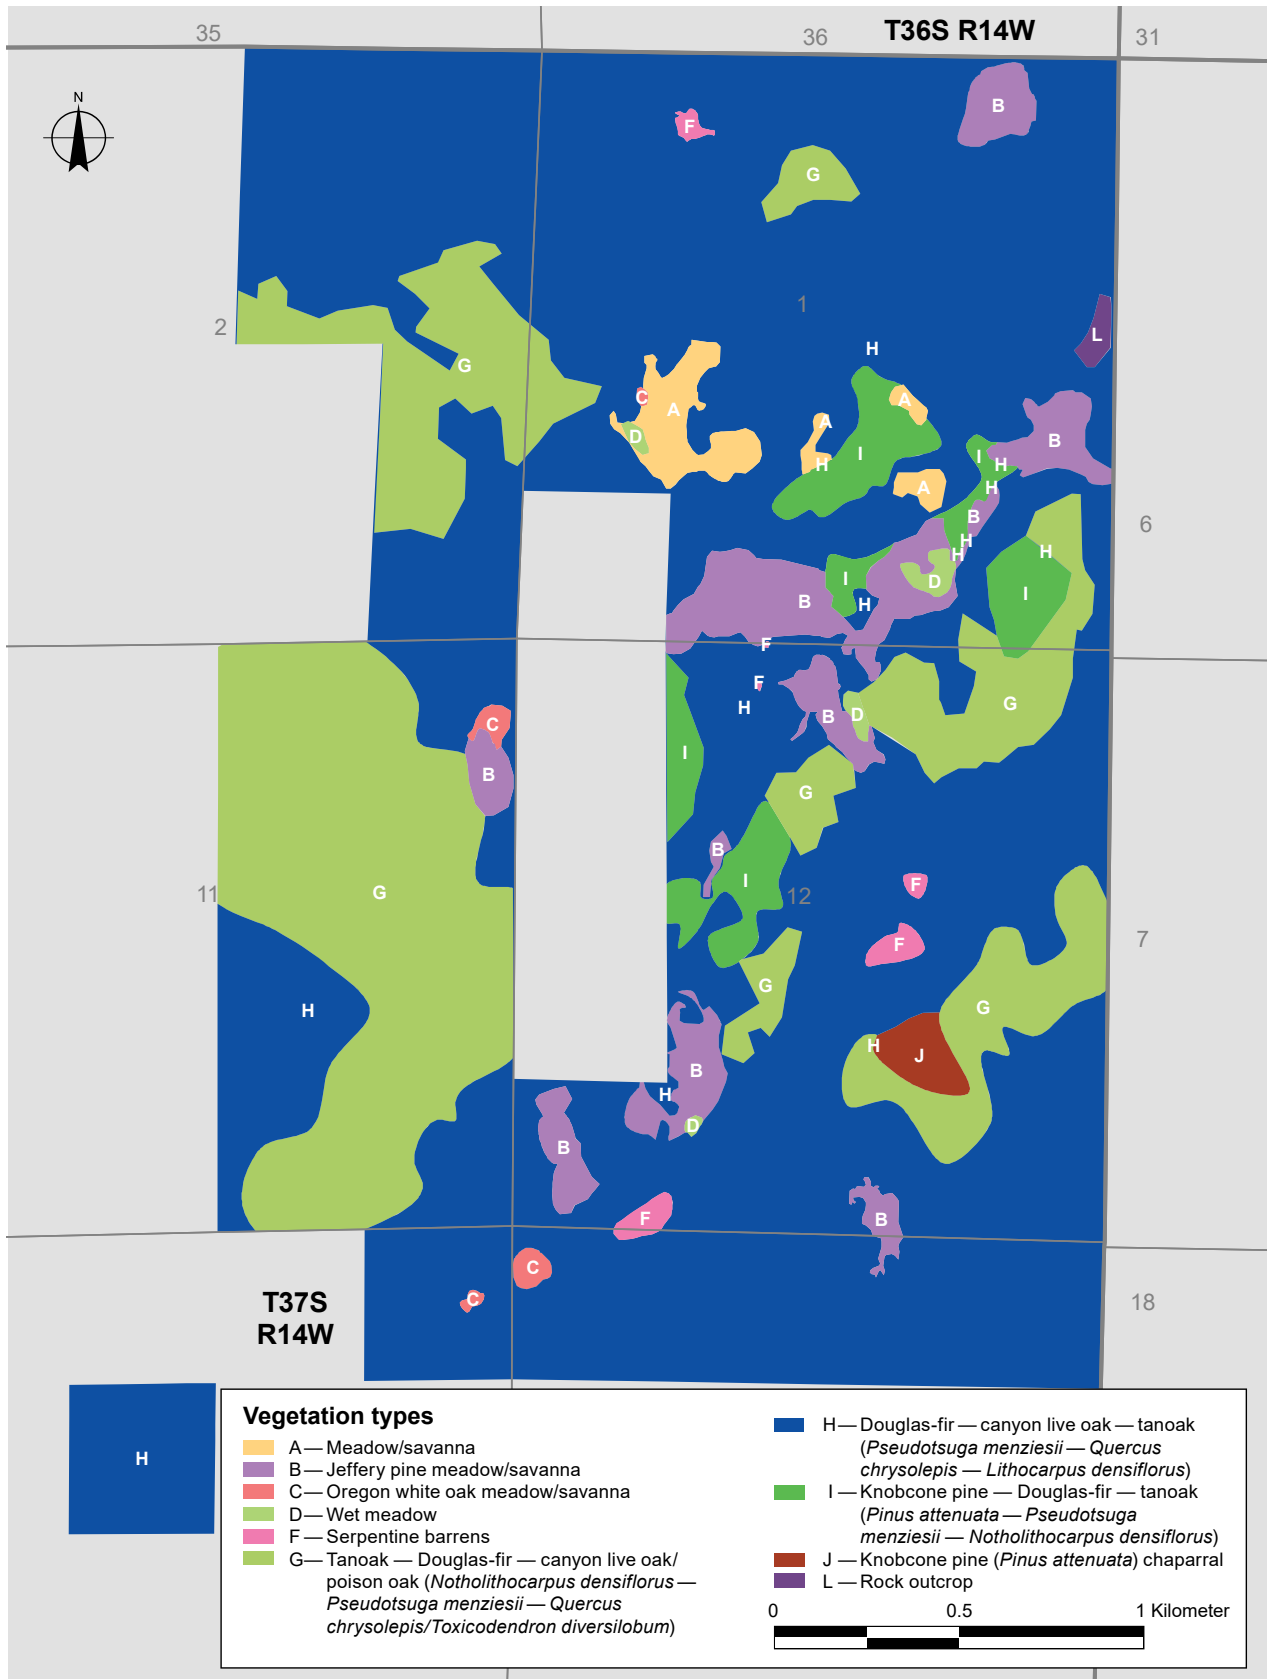 35
36
T36S R14W
31
N
B
F
G
1
2
L
H
G
C
A
A
A
B
D
I
I
H
H
A
H
B
6
H
H
H
I
D
I
B
H
F
F
H
G
B
D
C
I
B
G
B
I
F
11
G
12
7
F
G
G
H
H
J
B
H
D
B
F
B
C
C
T37S
R14W
18
H
Vegetation types
A — Meadow/savanna
B — Jeffery pine meadow/savanna
C — Oregon white oak meadow/savanna
D — Wet meadow
F — Serpentine barrens
G — Tanoak — Douglas-fir — canyon live oak/
poison oak (Notholithocarpus densiflorus —
Pseudotsuga menziesii — Quercus
chrysolepis/Toxicodendron diversilobum)
H — Douglas-fir — canyon live oak — tanoak
(Pseudotsuga menziesii — Quercus
chrysolepis — Lithocarpus densiflorus)
I — Knobcone pine — Douglas-fir — tanoak
(Pinus attenuata — Pseudotsuga
menziesii — Notholithocarpus densiflorus)
J — Knobcone pine (Pinus attenuata) chaparral
L — Rock outcrop
0 0.5 1 Kilometer